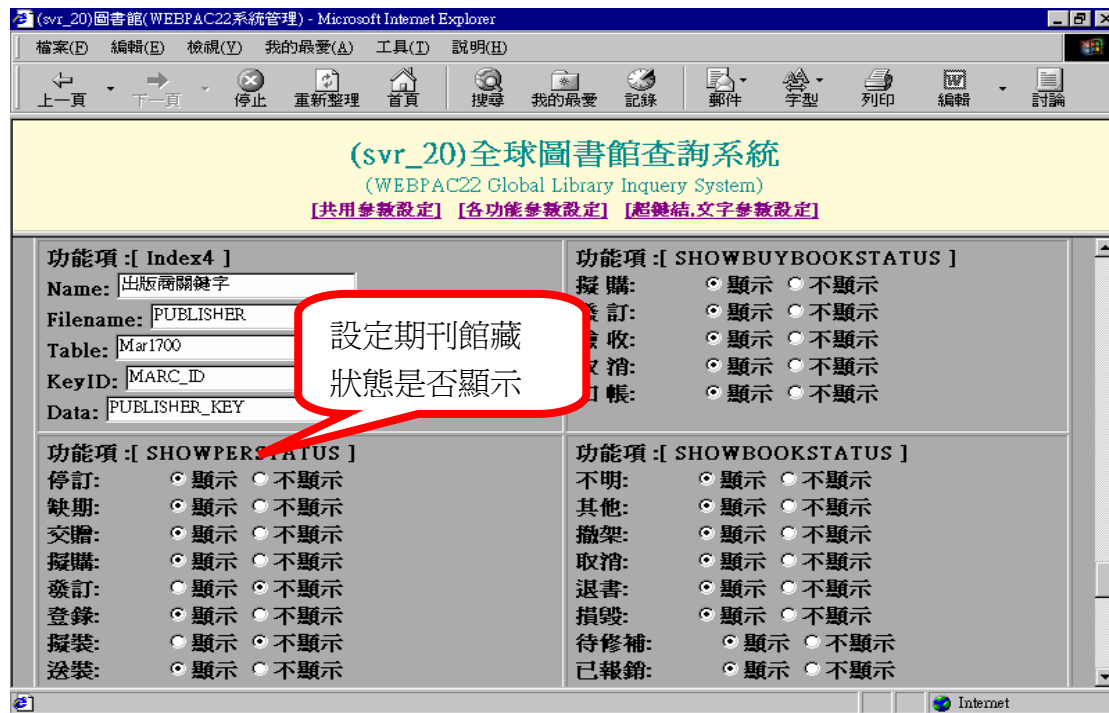 (svr_20)圖書館(WEBPAC22系統管理) - Microsoft Internet Explorer
檔案(F) 編輯(E) 檢視(V) 我的最愛(A) 工具(T) 說明(H)
上一頁 下一頁 停止 重新整理 首頁 搜尋 我的最愛 記錄 郵件 字型 列印 編輯 討論
(svr_20)全球圖書館查詢系統
(WEBPAC22 Global Library Inquery System)
[共用參數設定] [各功能參數設定] [超鍵結,文字參數設定]
功能項 :[ Index4 ]
Name: 出版商關鍵字
Filename: PUBLISHER
Table: Mar1700
KeyID: MARC_ID
Data: PUBLISHER_KEY
設定期刊館藏
狀態是否顯示
功能項 :[ SHOWBUYBOOKSTATUS ]
擬購: 顯示 不顯示
訂: 顯示 不顯示
收: 顯示 不顯示
消: 顯示 不顯示
帳: 顯示 不顯示
功能項 :[ SHOWPERSTATUS ]
停訂: 顯示 不顯示
缺期: 顯示 不顯示
交贈: 顯示 不顯示
擬購: 顯示 不顯示
發訂: 顯示 不顯示
登錄: 顯示 不顯示
擬裝: 顯示 不顯示
送裝: 顯示 不顯示
功能項 :[ SHOWBOOKSTATUS ]
不明: 顯示 不顯示
其他: 顯示 不顯示
撤架: 顯示 不顯示
取消: 顯示 不顯示
退書: 顯示 不顯示
損毀: 顯示 不顯示
待修補: 顯示 不顯示
已報銷: 顯示 不顯示
Internet